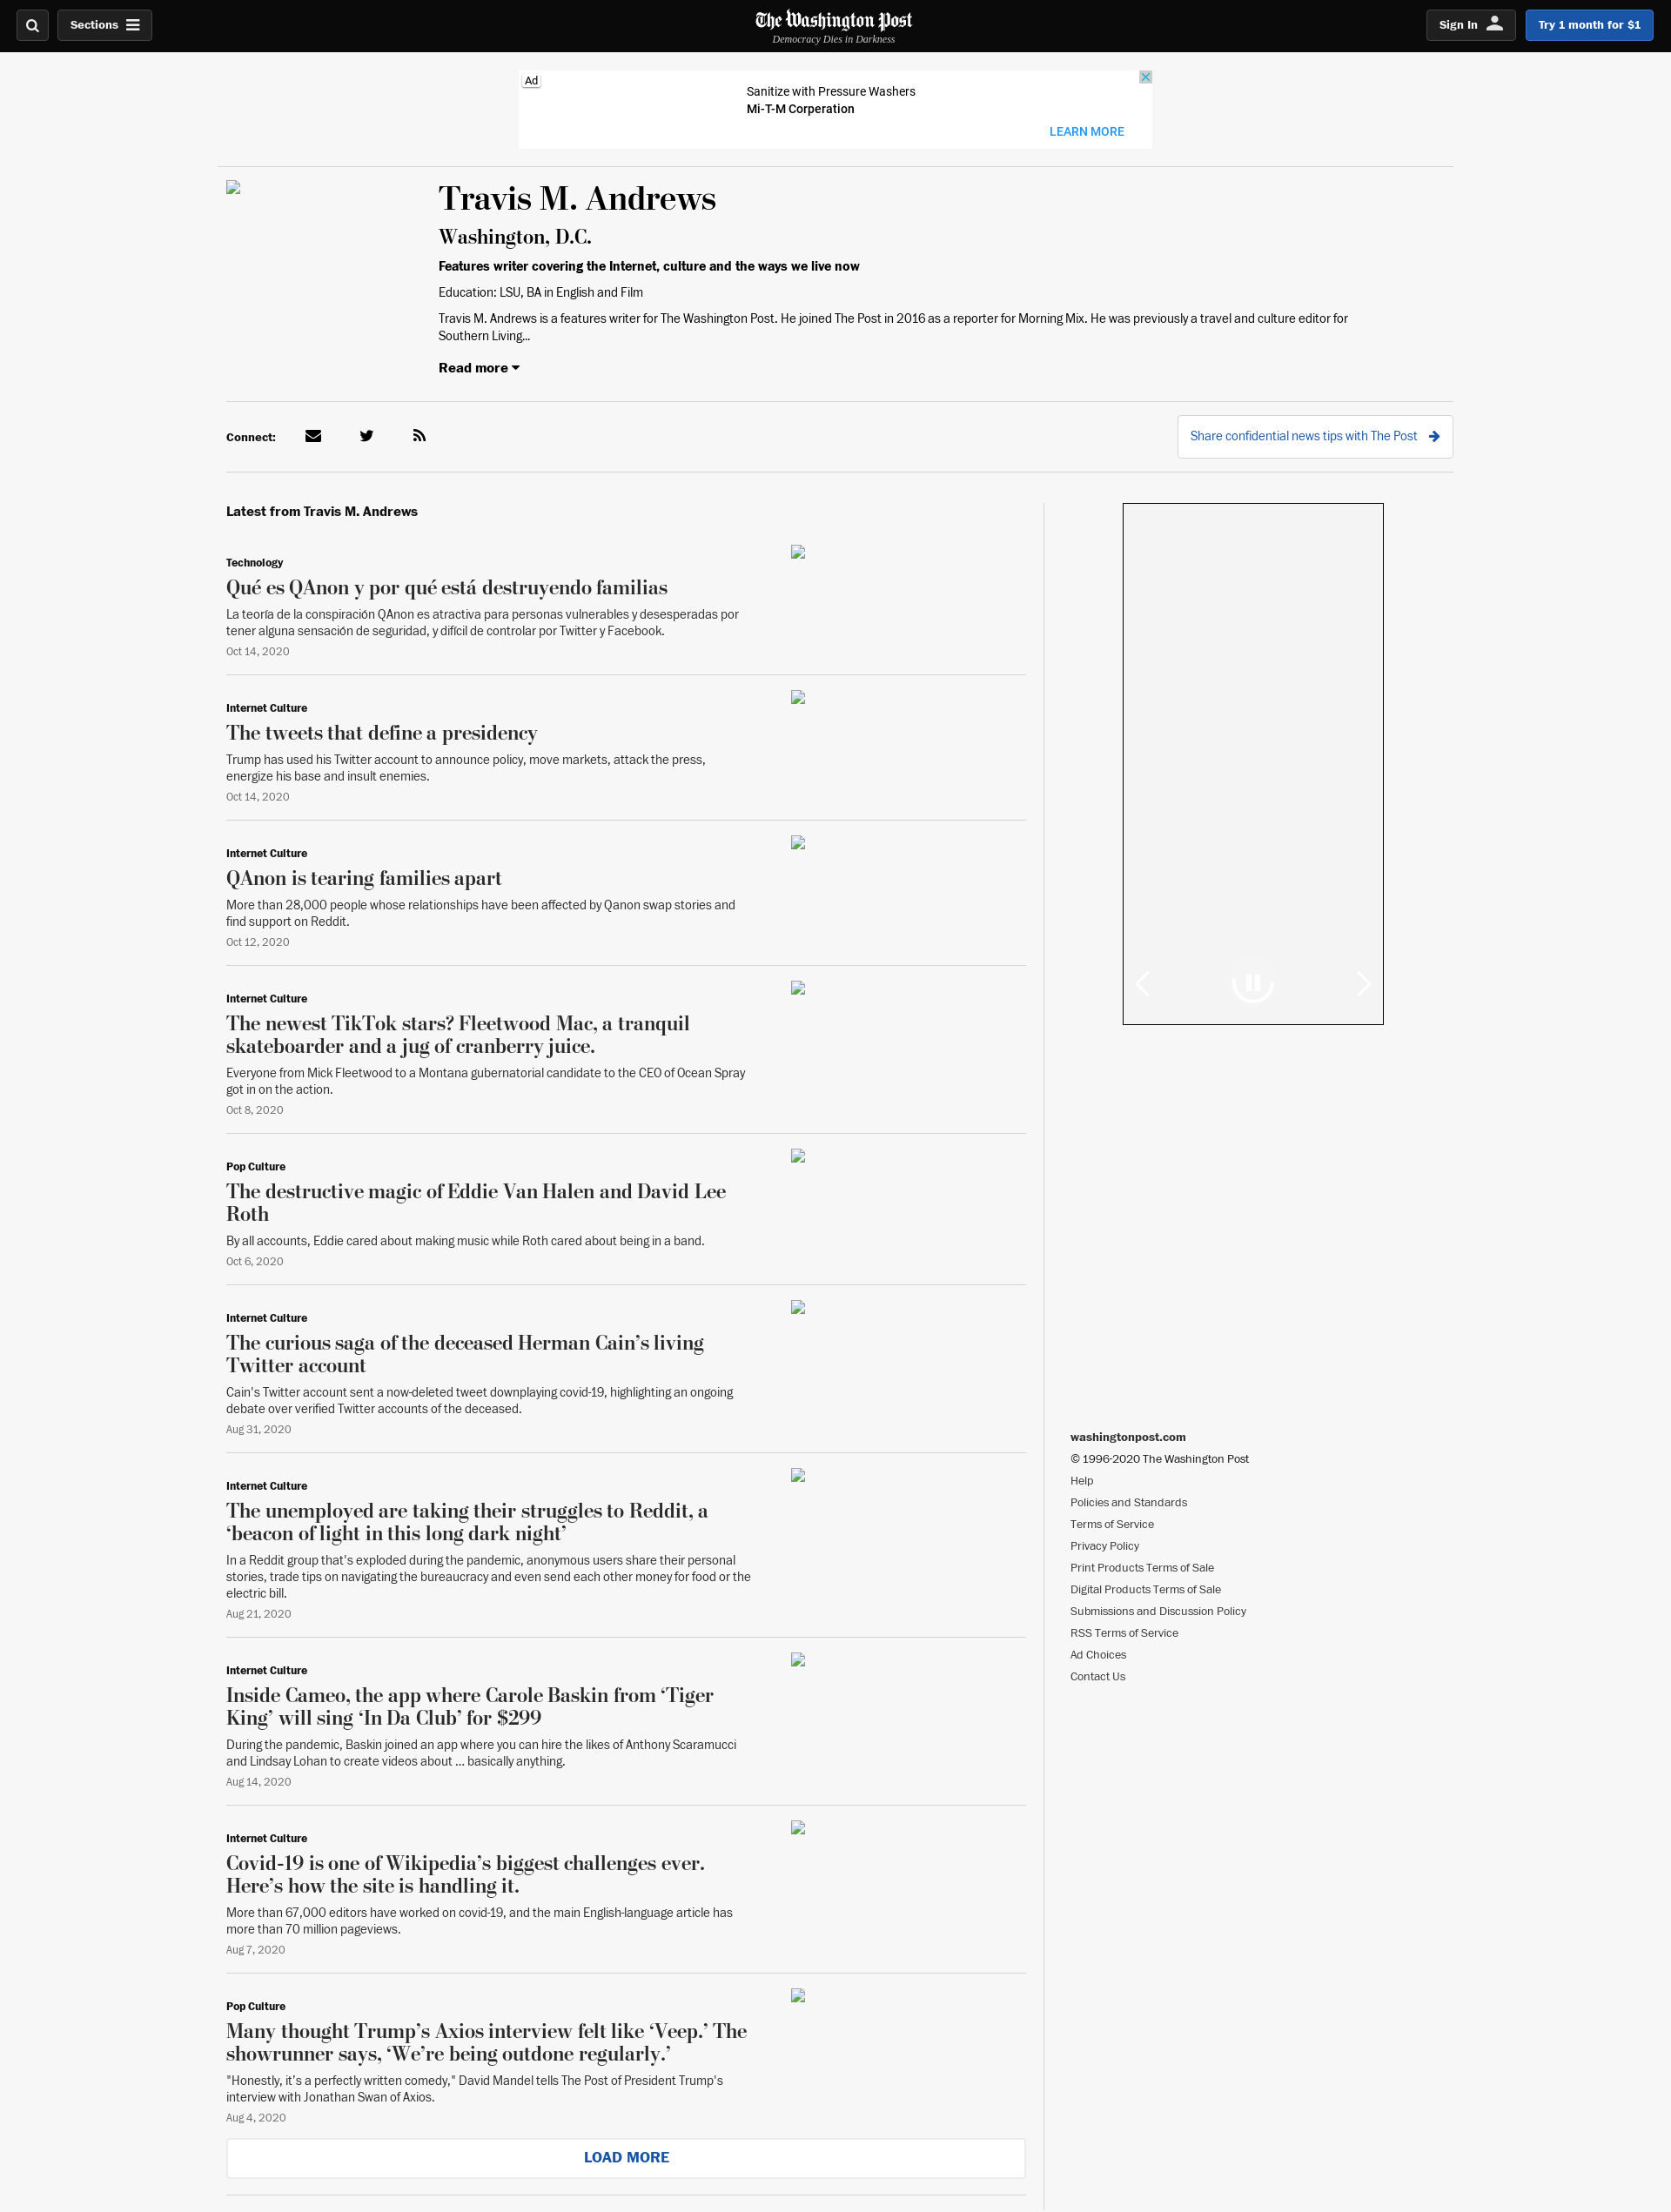 Sections
The Washington Post
Democracy Dies in Darkness
Sign In
Try 1 month for $1
Ad
Sanitize with Pressure Washers
Mi-T-M Corperation
LEARN MORE
Travis M. Andrews
Washington, D.C.
Features writer covering the Internet, culture and the ways we live now
Education: LSU, BA in English and Film
Travis M. Andrews is a features writer for The Washington Post. He joined The Post in 2016 as a reporter for Morning Mix. He was previously a travel and culture editor for
Southern Living...
Read more
Connect:
Share confidential news tips with The Post
Latest from Travis M. Andrews
Technology
Qué es QAnon y por qué está destruyendo familias
La teoría de la conspiración QAnon es atractiva para personas vulnerables y desesperadas por
tener alguna sensación de seguridad, y difícil de controlar por Twitter y Facebook.
Oct 14, 2020
Internet Culture
The tweets that define a presidency
Trump has used his Twitter account to announce policy, move markets, attack the press,
energize his base and insult enemies.
Oct 14, 2020
Internet Culture
QAnon is tearing families apart
More than 28,000 people whose relationships have been affected by Qanon swap stories and
find support on Reddit.
Oct 12, 2020
Internet Culture
The newest TikTok stars? Fleetwood Mac, a tranquil
skateboarder and a jug of cranberry juice.
Everyone from Mick Fleetwood to a Montana gubernatorial candidate to the CEO of Ocean Spray
got in on the action.
Oct 8, 2020
Pop Culture
The destructive magic of Eddie Van Halen and David Lee
Roth
By all accounts, Eddie cared about making music while Roth cared about being in a band.
Oct 6, 2020
Internet Culture
The curious saga of the deceased Herman Cain’s living
Twitter account
Cain's Twitter account sent a now-deleted tweet downplaying covid-19, highlighting an ongoing
debate over verified Twitter accounts of the deceased.
Aug 31, 2020
Internet Culture
The unemployed are taking their struggles to Reddit, a
‘beacon of light in this long dark night’
In a Reddit group that's exploded during the pandemic, anonymous users share their personal
stories, trade tips on navigating the bureaucracy and even send each other money for food or the
electric bill.
Aug 21, 2020
Internet Culture
Inside Cameo, the app where Carole Baskin from ‘Tiger
King’ will sing ‘In Da Club’ for $299
During the pandemic, Baskin joined an app where you can hire the likes of Anthony Scaramucci
and Lindsay Lohan to create videos about ... basically anything.
Aug 14, 2020
Internet Culture
Covid-19 is one of Wikipedia’s biggest challenges ever.
Here’s how the site is handling it.
More than 67,000 editors have worked on covid-19, and the main English-language article has
more than 70 million pageviews.
Aug 7, 2020
Pop Culture
Many thought Trump’s Axios interview felt like ‘Veep.’ The
showrunner says, ‘We’re being outdone regularly.’
"Honestly, it's a perfectly written comedy," David Mandel tells The Post of President Trump's
interview with Jonathan Swan of Axios.
Aug 4, 2020
LOAD MORE
washingtonpost.com
© 1996-2020 The Washington Post
Help
Policies and Standards
Terms of Service
Privacy Policy
Print Products Terms of Sale
Digital Products Terms of Sale
Submissions and Discussion Policy
RSS Terms of Service
Ad Choices
Contact Us